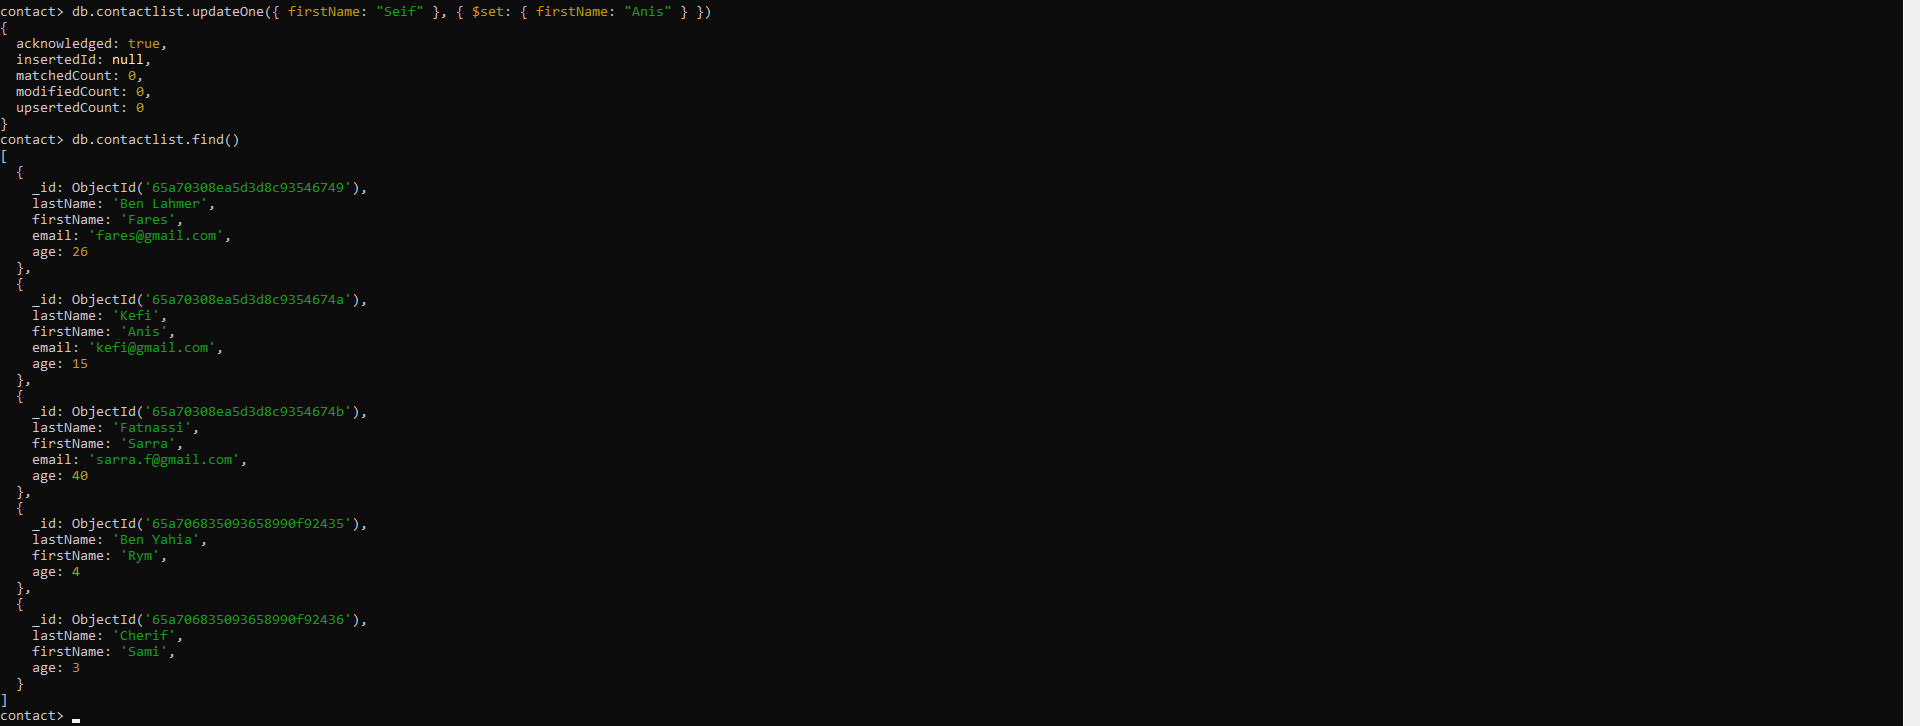 contact> db.contactlist.updateOne({ firstName: "Seif" }, { $set: { firstName: "Anis" } })
{
  acknowledged: true,
  insertedId: null,
  matchedCount: 0,
  modifiedCount: 0,
  upsertedCount: 0
}
contact> db.contactlist.find()
[
  {
    _id: ObjectId('65a70308ea5d3d8c93546749'),
    lastName: 'Ben Lahmer',
    firstName: 'Fares',
    email: 'fares@gmail.com',
    age: 26
  },
  {
    _id: ObjectId('65a70308ea5d3d8c9354674a'),
    lastName: 'Kefi',
    firstName: 'Anis',
    email: 'kefi@gmail.com',
    age: 15
  },
  {
    _id: ObjectId('65a70308ea5d3d8c9354674b'),
    lastName: 'Fatnassi',
    firstName: 'Sarra',
    email: 'sarra.f@gmail.com',
    age: 40
  },
  {
    _id: ObjectId('65a706835093658990f92435'),
    lastName: 'Ben Yahia',
    firstName: 'Rym',
    age: 4
  },
  {
    _id: ObjectId('65a706835093658990f92436'),
    lastName: 'Cherif',
    firstName: 'Sami',
    age: 3
  }
]
contact>